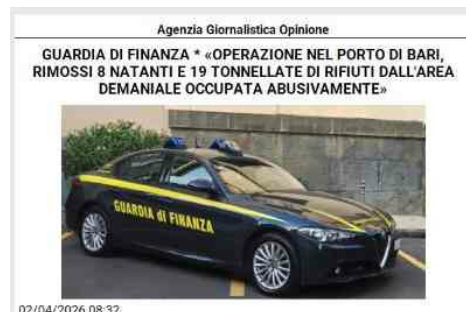 Agenzia Giornalistica Opinione
GUARDIA DI FINANZA * «OPERAZIONE NEL PORTO DI BARI,
RIMOSSI 8 NATANTI E 19 TONNELLATE DI RIFIUTI DALL'AREA
DEMANIALE OCCUPATA ABUSIVAMENTE»
GUARDIA di FINANZA
02/04/2026 08:32